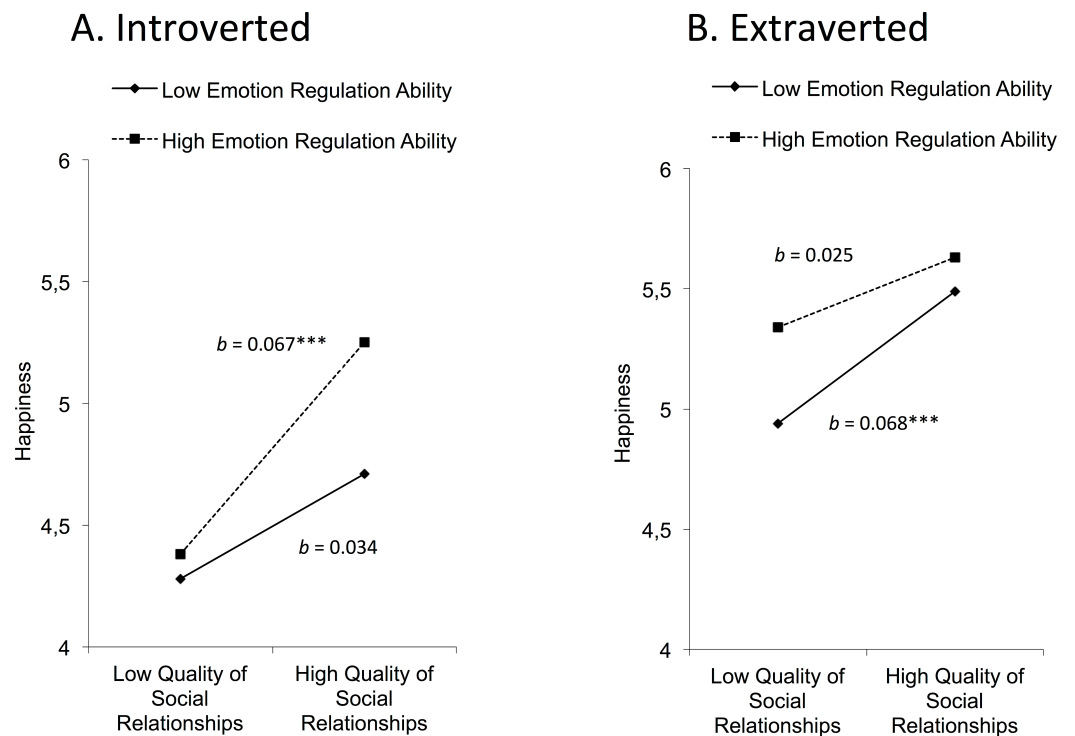 A. Introverted
Low Emotion Regulation Ability
High Emotion Regulation Ability
6
5,5
5
4,5
4
Happiness
b = 0.067***
b = 0.034
Low Quality of
Social
Relationships
High Quality of
Social
Relationships
B. Extraverted
Low Emotion Regulation Ability
High Emotion Regulation Ability
6
5,5
5
4,5
4
Happiness
b = 0.025
b = 0.068***
Low Quality of
Social
Relationships
High Quality of
Social
Relationships